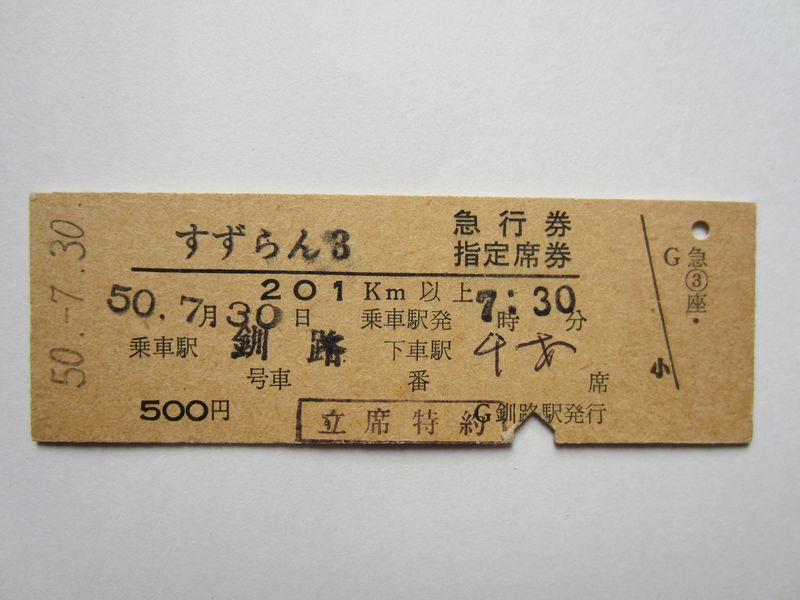 50.-7.30.
すずらん3
急行券
指定席券
201Km以上
50.7月30日 乗車駅発7時30分
乗車駅 釧路 下車駅
号車 番 席
500円 立席特約 G釧路駅発行
G 急③座・
小